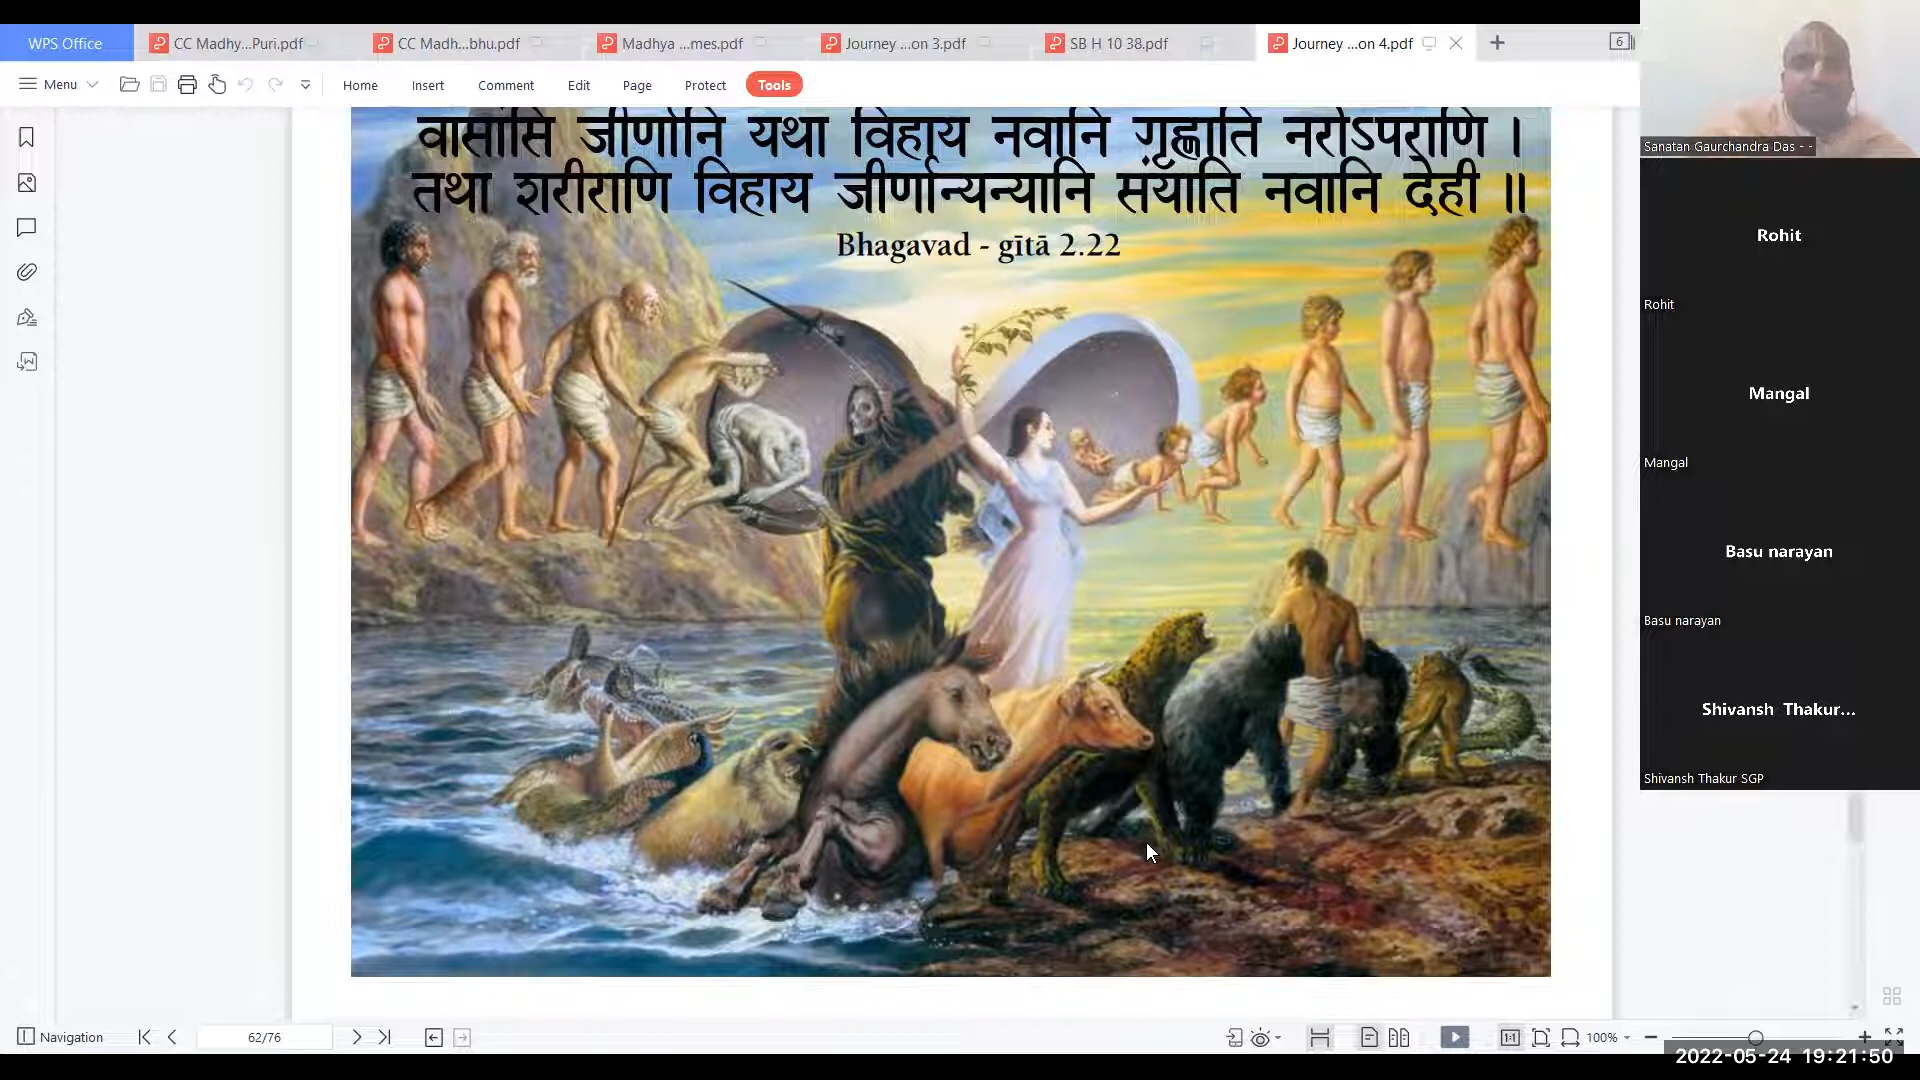 WPS Office
CC Madhy...Puri.pdf
CC Madh...bhu.pdf
Madhya ...mes.pdf
Journey ...on 3.pdf
SB H 10 38.pdf
Journey ...on 4.pdf
6
Menu
Home
Insert
Comment
Edit
Page
Protect
Tools
वासांसि जीर्णानि यथा विहाय नवानि गृह्णाति नरोऽपराणि ।
तथा शरीराणि विहाय जीर्णान्यन्यानि संयाति नवानि देही ॥
Bhagavad - gītā 2.22
Sanatan Gaurchandra Das - -
Rohit
Rohit
Mangal
Mangal
Basu narayan
Basu narayan
Shivansh Thakur...
Shivansh Thakur SGP
Navigation
62/76
1:1
100%
2022-05-24 19:21:50